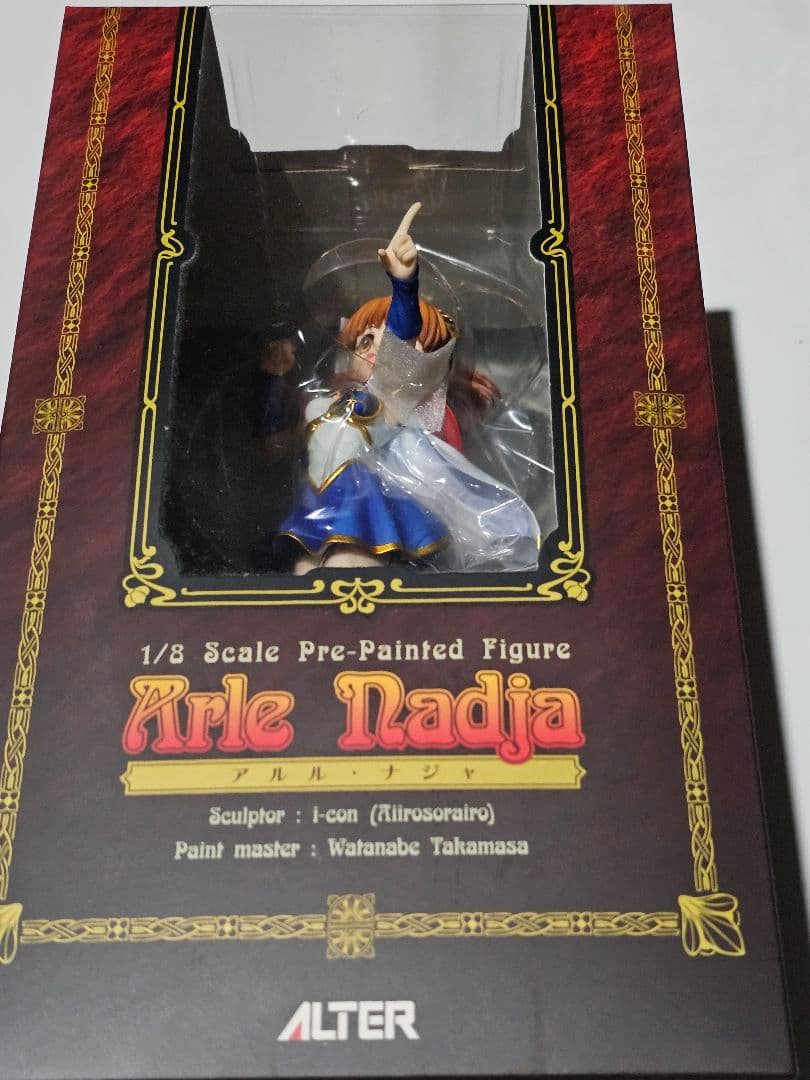 1/8 Scale Pre-Painted Figure
Arle Nadja
アルル・ナジャ
Sculptor : i-con (Aiirosorairo)
Paint master : Watanabe Takamasa
ALTER